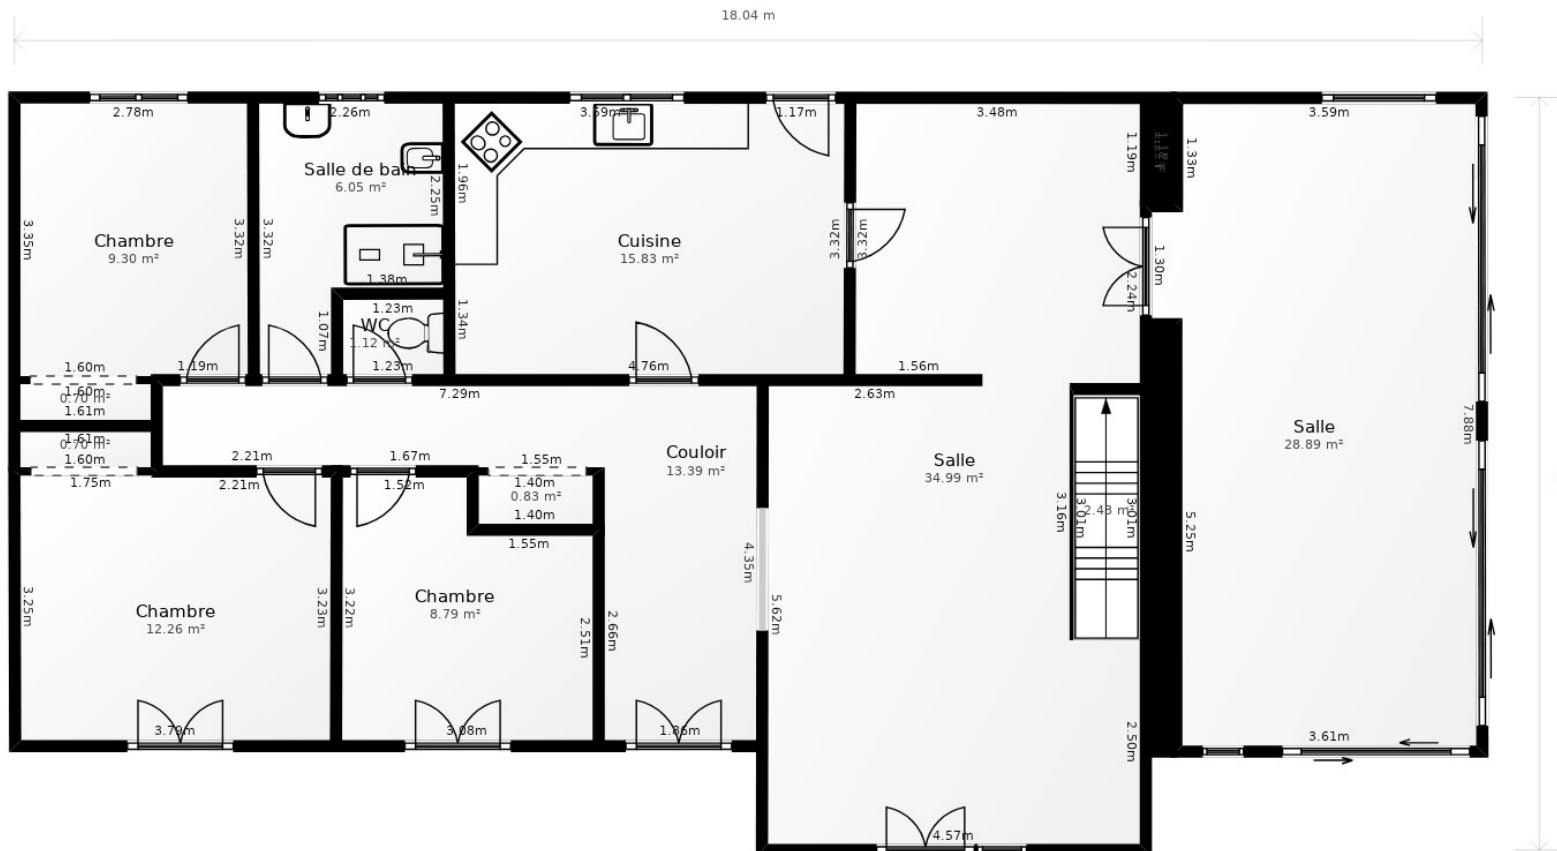 18.04 m
2.78m
2.26m
3.59m
1.17m
3.48m
3.59m
1.19m
1.33m
Salle de bain
6.05 m²
1.96m
2.25m
3.35m
3.32m
3.32m
Chambre
9.30 m²
Cuisine
15.83 m²
3.32m
3.32m
1.30m
2.24m
1.38m
1.23m
WC
1.12 m²
1.07m
1.34m
1.60m
1.19m
1.23m
4.76m
1.56m
1.60m
0.70 m²
1.61m
7.29m
2.63m
1.61m
0.70 m²
1.60m
2.21m
1.67m
1.55m
Couloir
13.39 m²
Salle
34.99 m²
Salle
28.89 m²
7.88m
1.75m
2.21m
1.52m
1.40m
0.83 m²
1.40m
1.55m
3.16m
3.01m
2.43 m²
3.01m
5.25m
4.35m
Chambre
12.26 m²
3.25m
3.23m
3.22m
Chambre
8.79 m²
2.51m
2.66m
5.62m
3.79m
3.08m
1.86m
2.50m
3.61m
4.57m